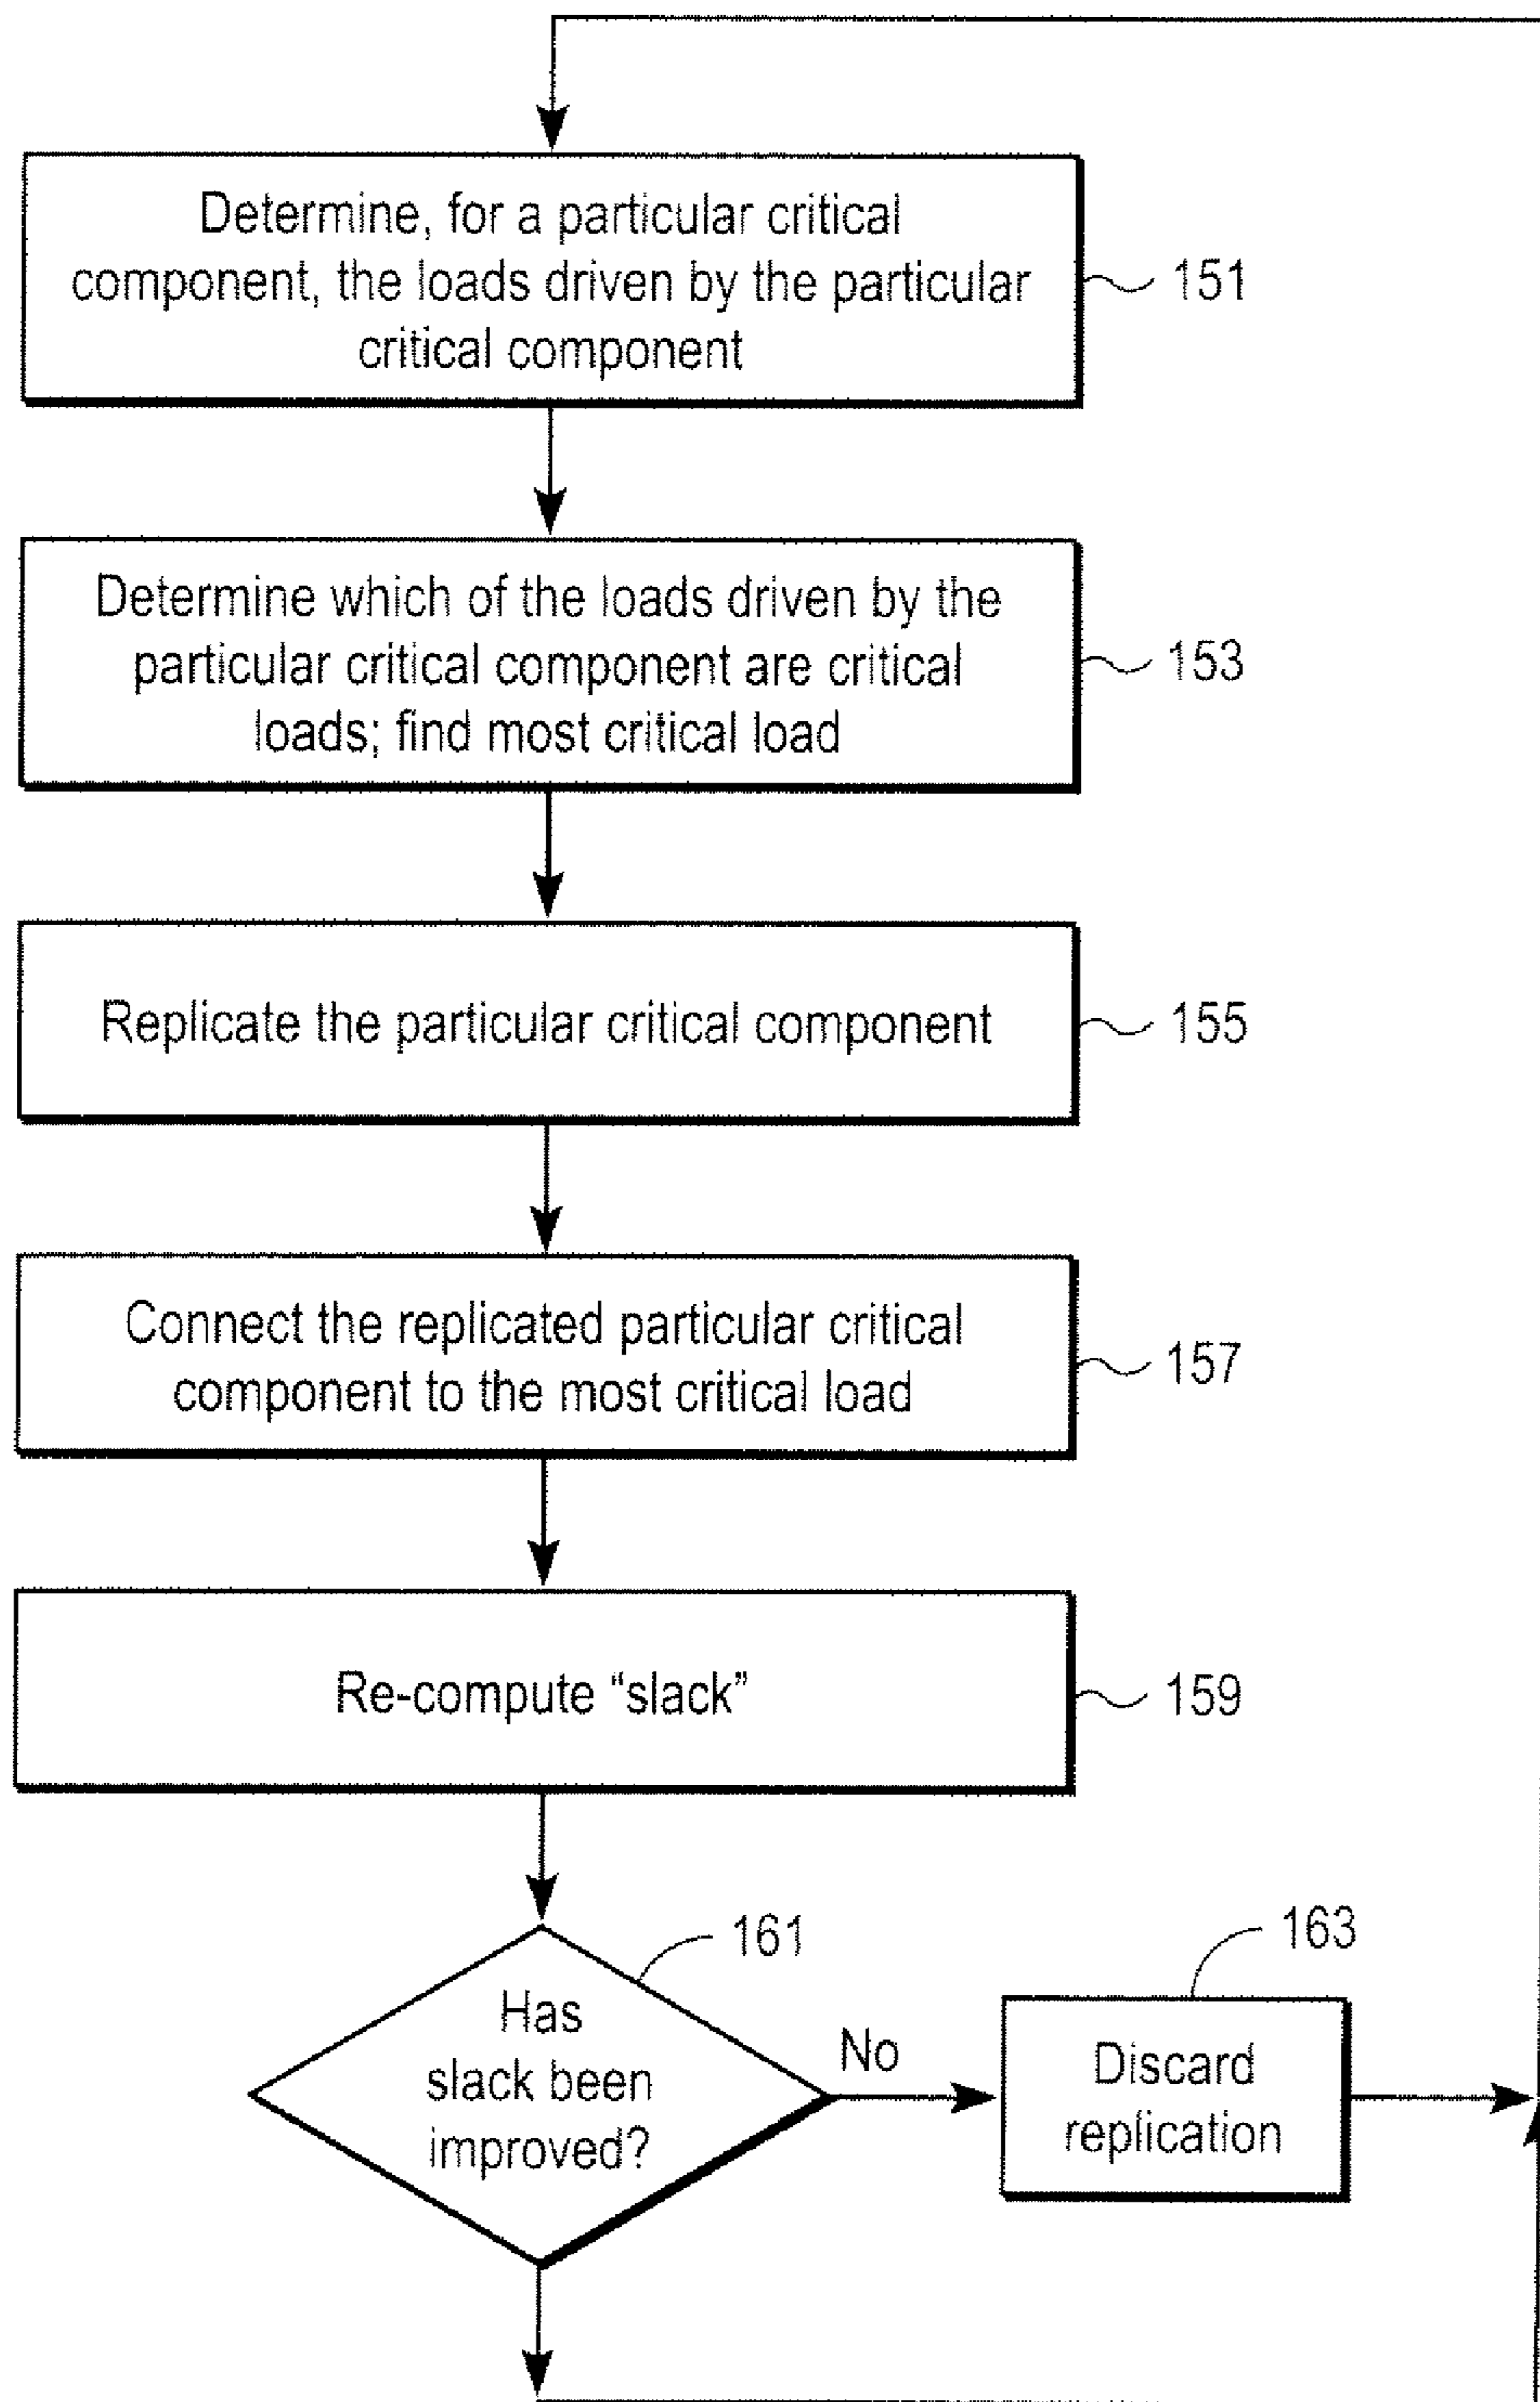 Determine, for a particular critical
component, the loads driven by the particular
critical component
151
Determine which of the loads driven by the
particular critical component are critical
loads; find most critical load
153
Replicate the particular critical component
155
Connect the replicated particular critical
component to the most critical load
157
Re-compute “slack”
159
161
Has
slack been
improved?
No
163
Discard
replication